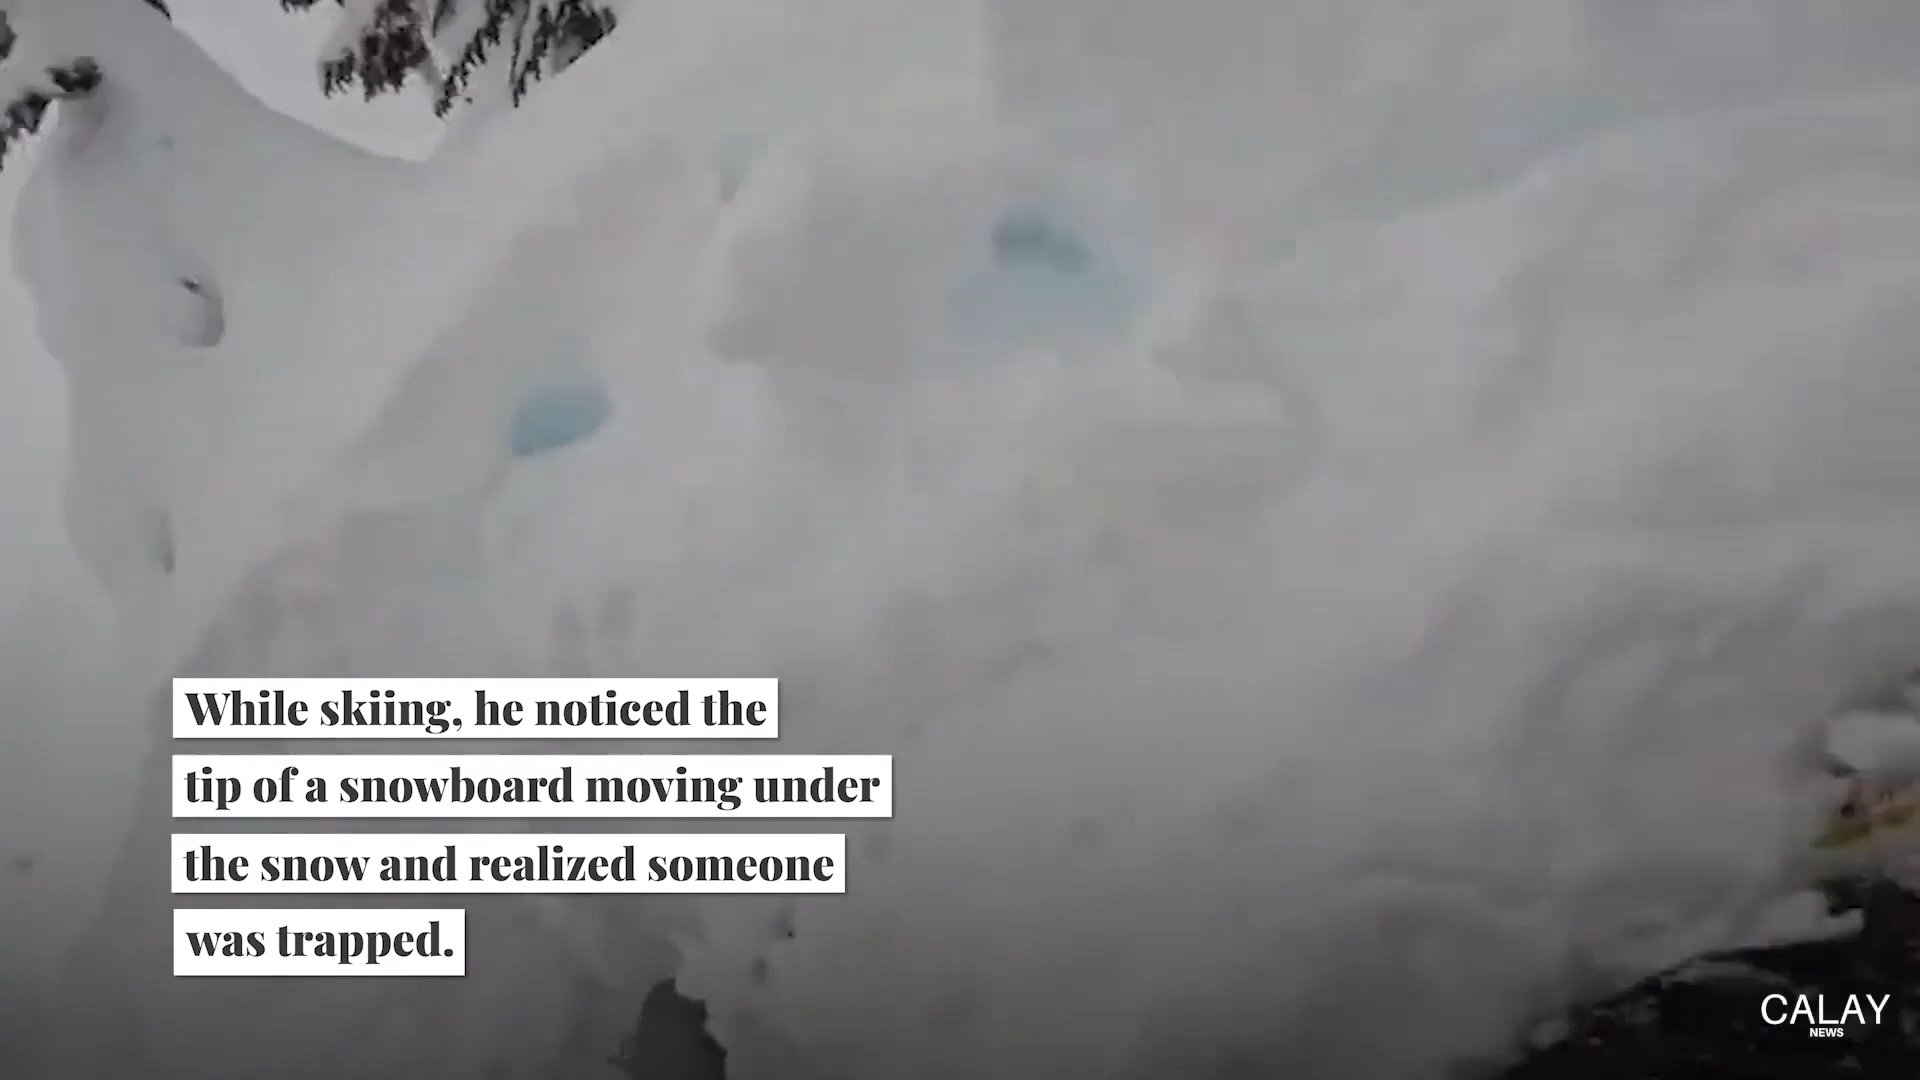 While skiing, he noticed the
tip of a snowboard moving under
the snow and realized someone
was trapped.
CALAY
NEWS